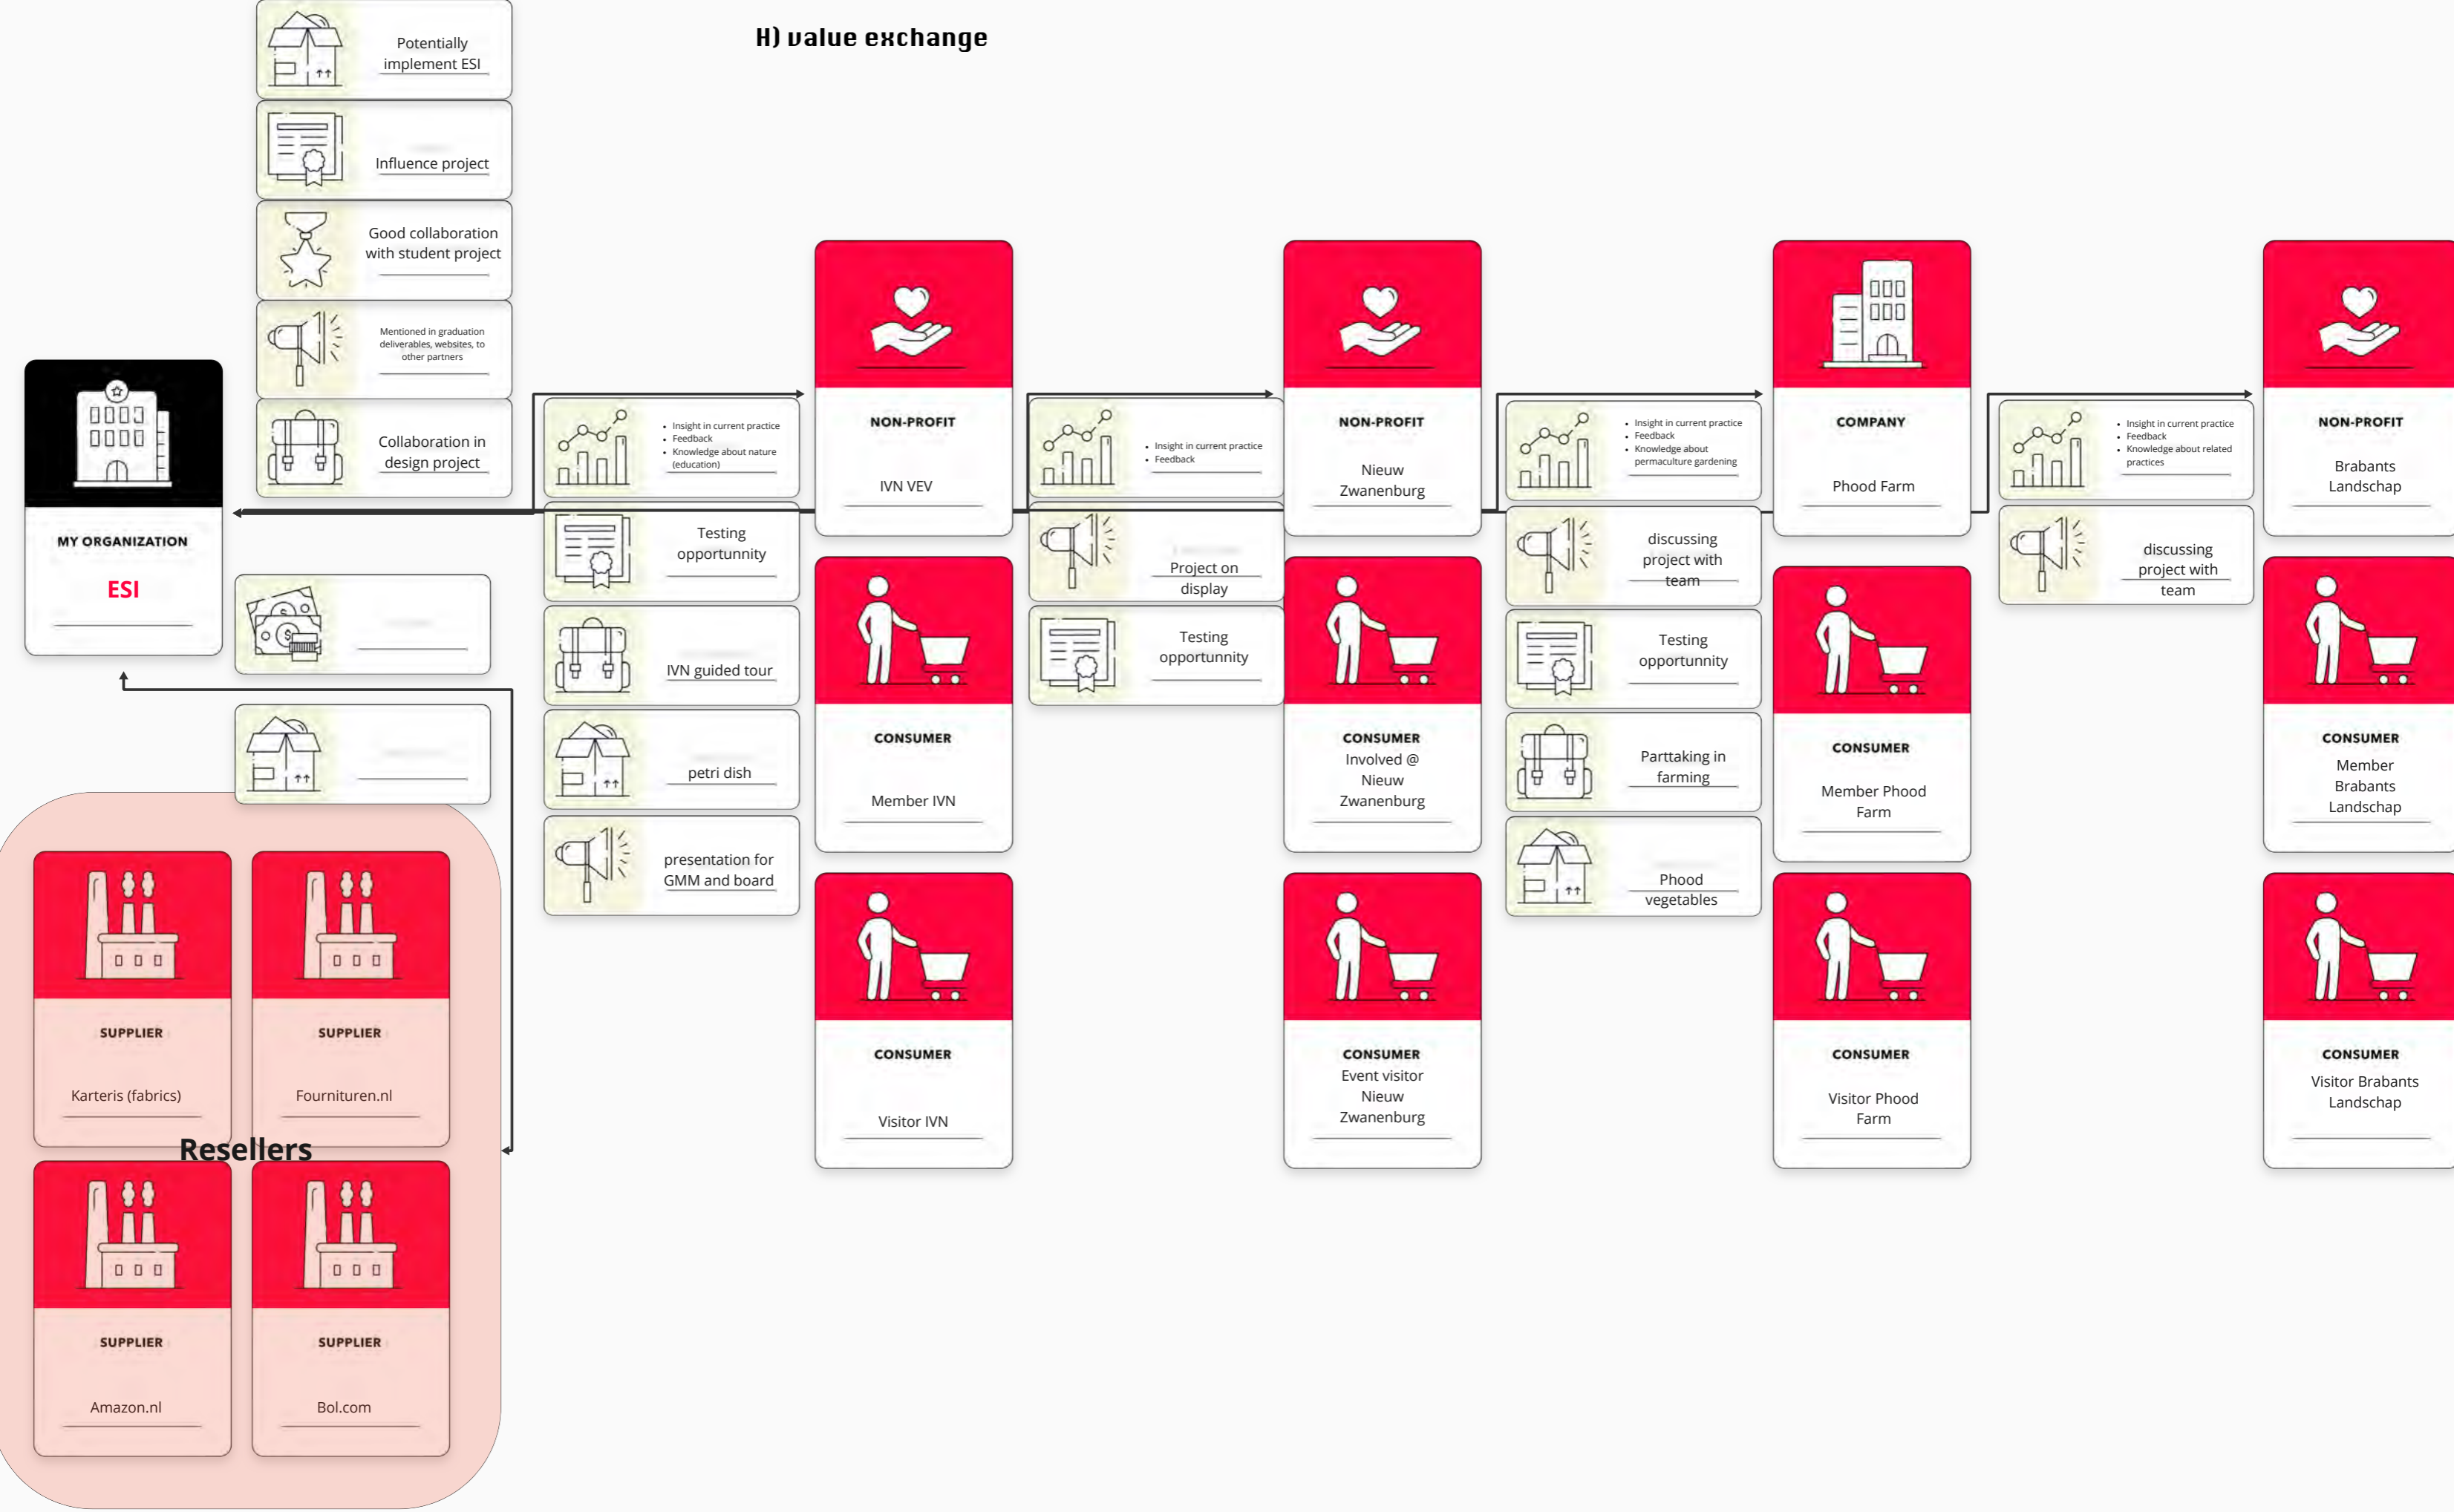 H) value exchange
Potentially
implement ESI
Influence project
Good collaboration
with student project
Mentioned in graduation
deliverables, websites, to
other partners
Collaboration in
design project
MY ORGANIZATION
ESI
• Insight in current practice
• Feedback
• Knowledge about nature
(education)
Testing
opportunnity
IVN guided tour
petri dish
presentation for
GMM and board
NON-PROFIT
IVN VEV
CONSUMER
Member IVN
CONSUMER
Visitor IVN
• Insight in current practice
• Feedback
Project on
display
Testing
opportunnity
NON-PROFIT
Nieuw
Zwanenburg
CONSUMER
Involved @
Nieuw
Zwanenburg
CONSUMER
Event visitor
Nieuw
Zwanenburg
• Insight in current practice
• Feedback
• Knowledge about
permaculture gardening
discussing
project with
team
Testing
opportunnity
Parttaking in
farming
Phood
vegetables
COMPANY
Phood Farm
CONSUMER
Member Phood
Farm
CONSUMER
Visitor Phood
Farm
• Insight in current practice
• Feedback
• Knowledge about related
practices
discussing
project with
team
NON-PROFIT
Brabants
Landschap
CONSUMER
Member
Brabants
Landschap
CONSUMER
Visitor Brabants
Landschap
SUPPLIER
Karteris (fabrics)
SUPPLIER
Fournituren.nl
Resellers
SUPPLIER
Amazon.nl
SUPPLIER
Bol.com